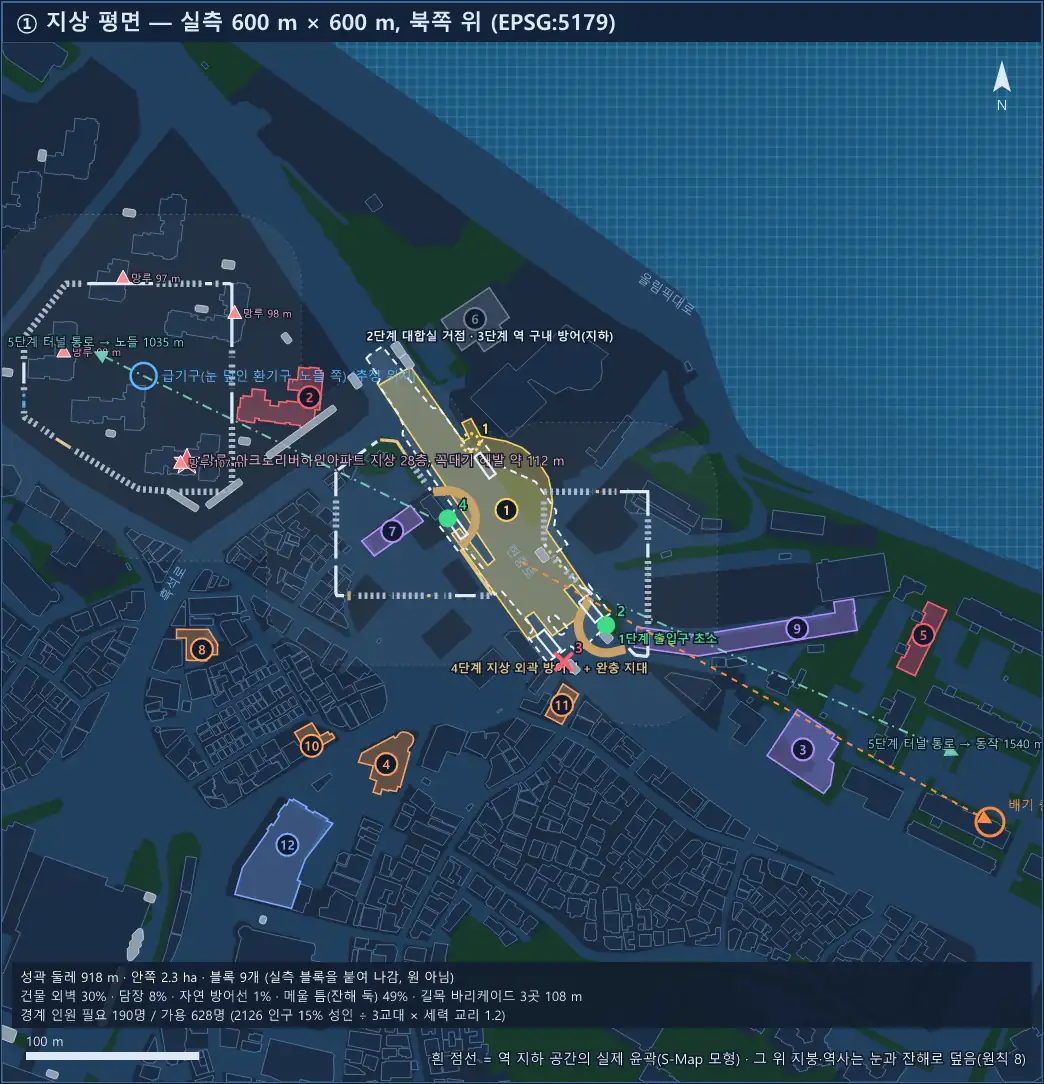 ① 지상 평면 — 실측 600 m × 600 m, 북쪽 위 (EPSG:5179)
N
올림픽대로
망루 97 m
망루 98 m
6
2단계 대합실 거점 · 3단계 역 구내 방어(지하)
5단계 터널 통로 → 노들 1035 m
급기구(눈 덮인 환기구, 노들 쪽)
2
1
아크로리버하임아파트 지상 28층, 꼭대기 해발 약 112 m
4
1
7
현충로
흑석로
2
1단계 출입구 초소
9
5
8
3
4단계 지상 외곽 + 완충 지대
11
10
4
3
5단계 터널 통로 → 동작 1540 m
배기
12
성곽 둘레 918 m · 안쪽 2.3 ha · 블록 9개 (실측 블록을 붙여 나감, 원 아님)
건물 외벽 30% · 담장 8% · 자연 방어선 1% · 메울 틈(잔해 둑) 49% · 길목 바리케이드 3곳 108 m
경계 인원 필요 190명 / 가용 628명 (2126 인구 15% 성인 ÷ 3교대 × 세력 교리 1.2)
100 m
흰 점선 = 역 지하 공간의 실제 윤곽(S-Map 모형) · 그 위 지붕·역사는 눈과 잔해로 덮음(원칙 8)